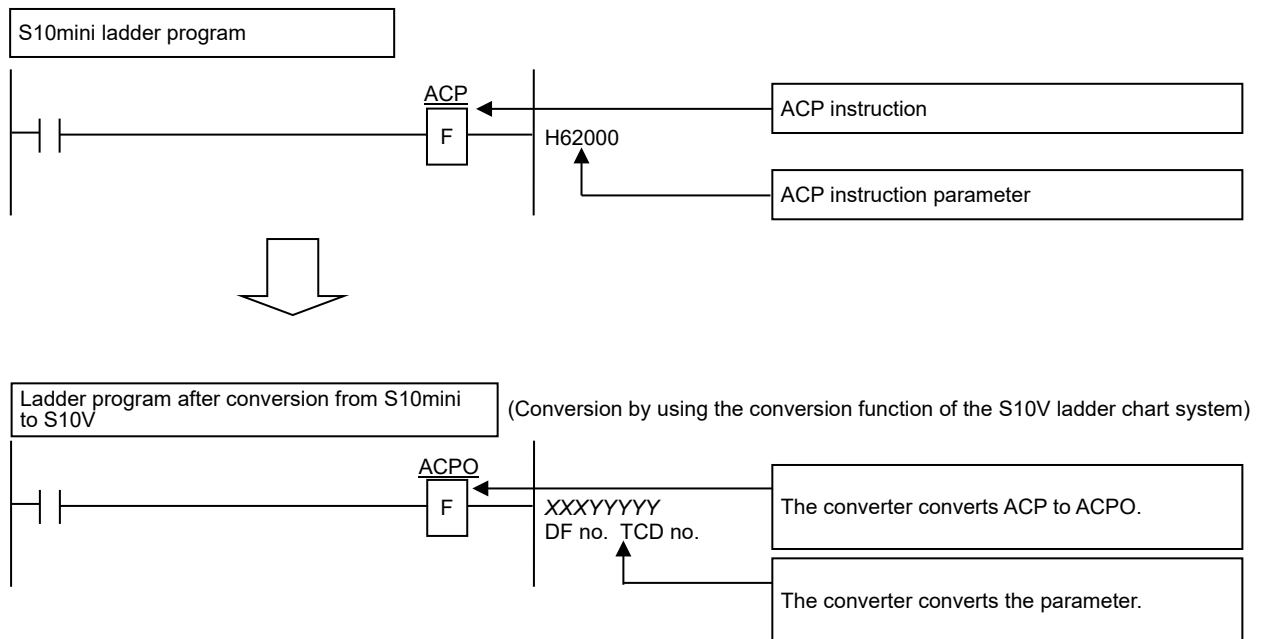 S10mini ladder program
ACP
F
H62000
ACP instruction
ACP instruction parameter
Ladder program after conversion from S10mini
to S10V
(Conversion by using the conversion function of the S10V ladder chart system)
ACPO
F
XXXYYYYY
DF no. TCD no.
The converter converts ACP to ACPO.
The converter converts the parameter.